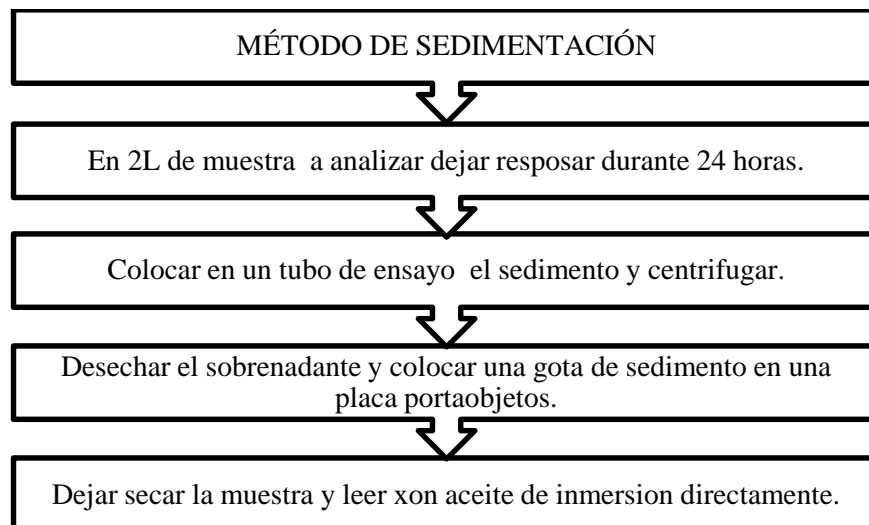 MÉTODO DE SEDIMENTACIÓN
En 2L de muestra a analizar dejar resposar durante 24 horas.
Colocar en un tubo de ensayo el sedimento y centrifugar.
Desechar el sobrenadante y colocar una gota de sedimento en una
placa portaobjetos.
Dejar secar la muestra y leer xon aceite de inmersion directamente.